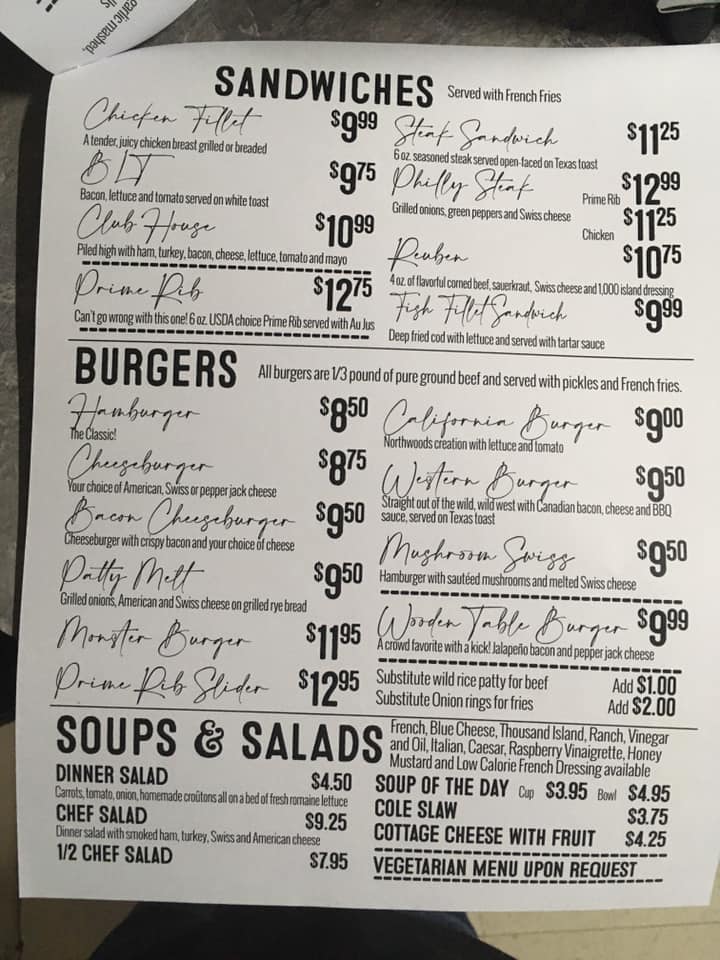 garlic mashed,
SANDWICHES Served with French Fries
Chicken Fillet $9.99
A tender, juicy chicken breast grilled or breaded
BLT $9.75
Bacon, lettuce and tomato served on white toast
Club House $10.99
Piled high with ham, turkey, bacon, cheese, lettuce, tomato and mayo
Prime Rib $12.75
Can't go wrong with this one! 6 oz. USDA choice Prime Rib served with Au Jus
Steak Sandwich $11.25
6 oz. seasoned steak served open-faced on Texas toast
Philly Steak Prime Rib $12.99
Grilled onions, green peppers and Swiss cheese Chicken $11.25
Reuben $10.75
4 oz. of flavorful corned beef, sauerkraut, Swiss cheese and 1,000 island dressing
Fish Fillet Sandwich $9.99
Deep fried cod with lettuce and served with tartar sauce
BURGERS All burgers are 1/3 pound of pure ground beef and served with pickles and French fries.
Hamburger $8.50
The Classic!
Cheeseburger $8.75
Your choice of American, Swiss or pepper jack cheese
Bacon Cheeseburger $9.50
Cheeseburger with crispy bacon and your choice of cheese
Patty Melt $9.50
Grilled onions, American and Swiss cheese on grilled rye bread
Monster Burger $11.95
Prime Rib Slider $12.95
California Burger $9.00
Northwoods creation with lettuce and tomato
Western Burger $9.50
Straight out of the wild, wild west with Canadian bacon, cheese and BBQ
sauce, served on Texas toast
Mushroom Swiss $9.50
Hamburger with sautéed mushrooms and melted Swiss cheese
Wooden Table Burger $9.99
A crowd favorite with a kick! Jalapeño bacon and pepper jack cheese
Substitute wild rice patty for beef Add $1.00
Substitute Onion rings for fries Add $2.00
SOUPS & SALADS
French, Blue Cheese, Thousand Island, Ranch, Vinegar
and Oil, Italian, Caesar, Raspberry Vinaigrette, Honey
Mustard and Low Calorie French Dressing available
DINNER SALAD $4.50
Carrots, tomato, onion, homemade croûtons all on a bed of fresh romaine lettuce
CHEF SALAD $9.25
Dinner salad with smoked ham, turkey, Swiss and American cheese
1/2 CHEF SALAD $7.95
SOUP OF THE DAY Cup $3.95 Bowl $4.95
COLE SLAW $3.75
COTTAGE CHEESE WITH FRUIT $4.25
VEGETARIAN MENU UPON REQUEST